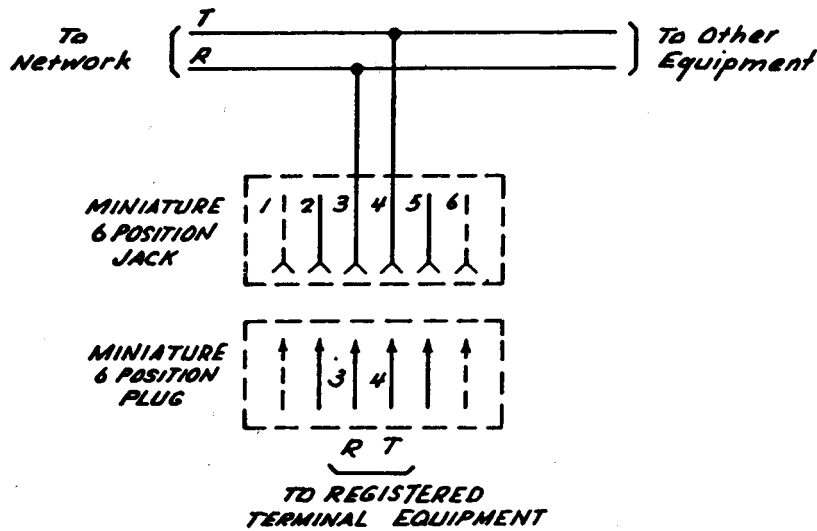 T
To
Network
R
To Other
Equipment
MINIATURE
6 POSITION
JACK
1 2 3 4 5 6
MINIATURE
6 POSITION
PLUG
3 4
R T
TO REGISTERED
TERMINAL EQUIPMENT